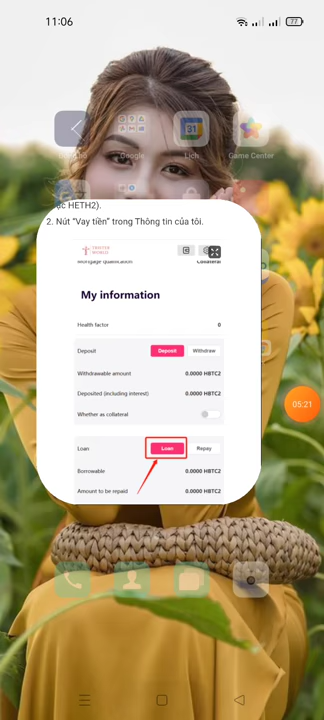 11:06
77
Google
Lịch
Game Center
ặc HETH2).
2. Nút "Vay tiền" trong Thông tin của tôi.
TRUSTEE
WORLD
Mortgage qualification Collateral
My information
Health factor 0
Deposit Deposit Withdraw
Withdrawable amount 0.0000 HBTC2
Deposited (including interest) 0.0000 HBTC2
Whether as collateral
05:21
Loan Loan Repay
Borrowable 0.0000 HBTC2
Amount to be repaid 0.0000 HBTC2